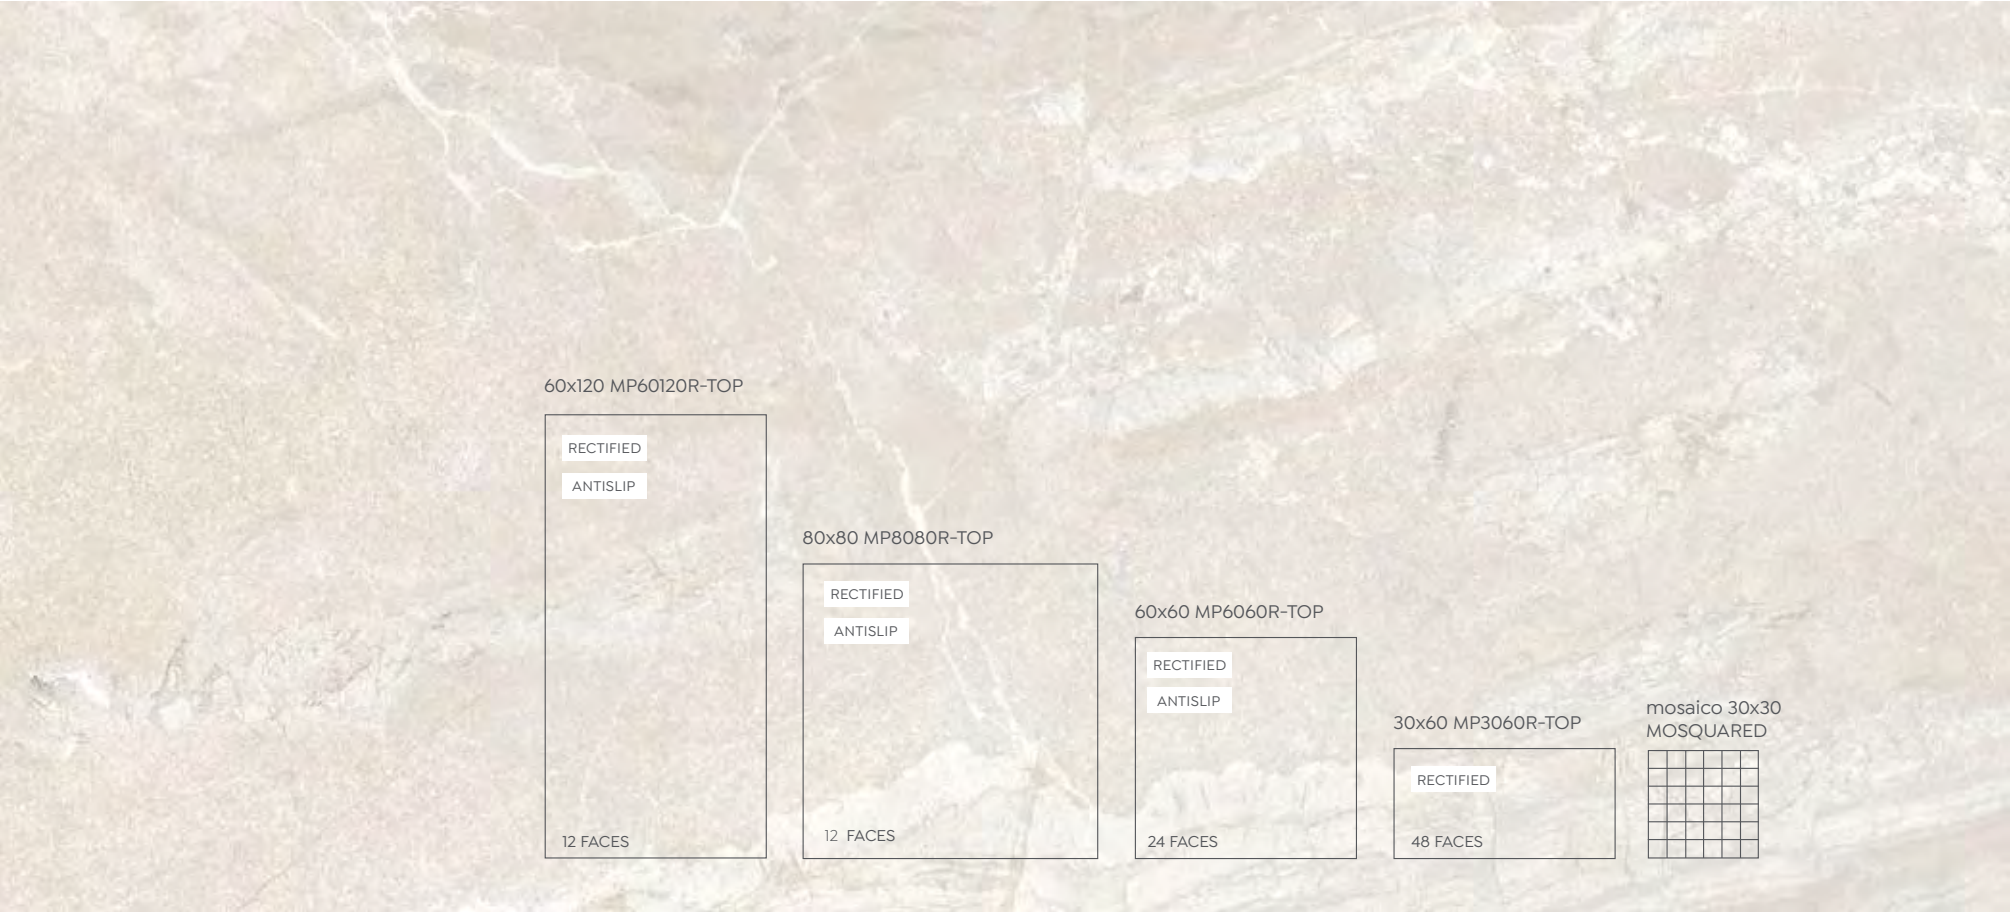 60x120 MP60120R-TOP
RECTIFIED
ANTISLIP
12 FACES
80x80 MP8080R-TOP
RECTIFIED
ANTISLIP
12 FACES
60x60 MP6060R-TOP
RECTIFIED
ANTISLIP
24 FACES
30x60 MP3060R-TOP
RECTIFIED
48 FACES
mosaico 30x30
MOSQUARED